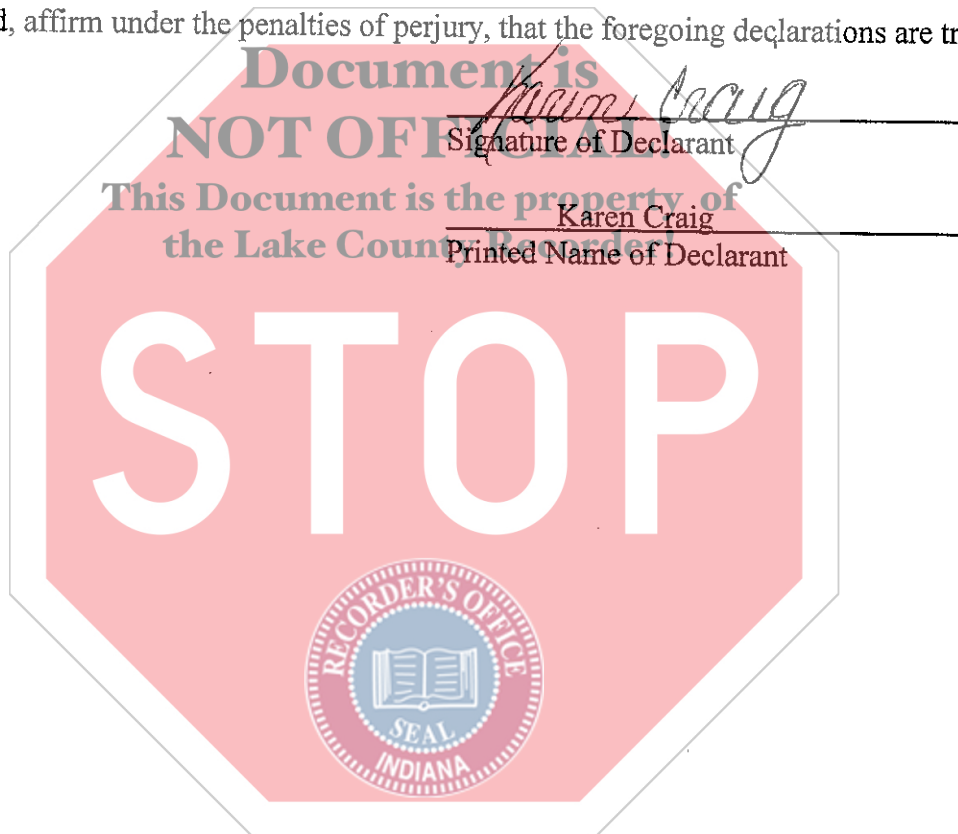 d, affirm under the penalties of perjury, that the foregoing declarations are tr
Document is
NOT OFFICIAL!
This Document is the property of
the Lake County Recorder!
Karen Craig
Signature of Declarant
Karen Craig
Printed Name of Declarant
STOP
RECORDER'S OFFICE
SEAL
INDIANA